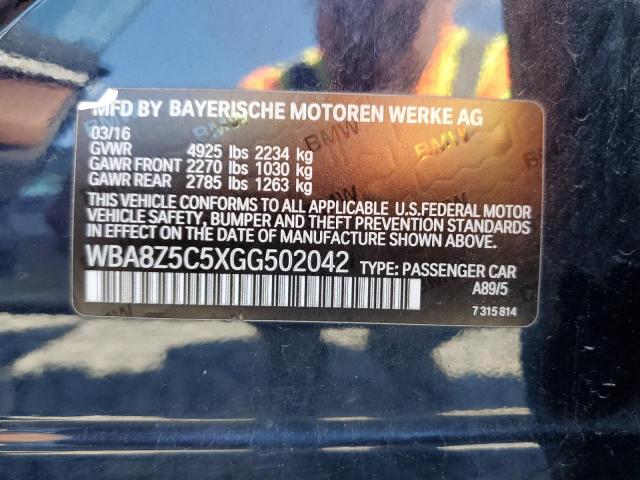 MFD BY BAYERISCHE MOTOREN WERKE AG
03/16
GVWR 4925 lbs 2234 kg
GAWR FRONT 2270 lbs 1030 kg
GAWR REAR 2785 lbs 1263 kg
THIS VEHICLE CONFORMS TO ALL APPLICABLE U.S.FEDERAL MOTOR
VEHICLE SAFETY, BUMPER AND THEFT PREVENTION STANDARDS
IN EFFECT ON THE DATE OF MANUFACTURE SHOWN ABOVE.
WBA8Z5C5XGG502042 TYPE: PASSENGER CAR
A89/5
7 315 814
BMW
BMW
BMW